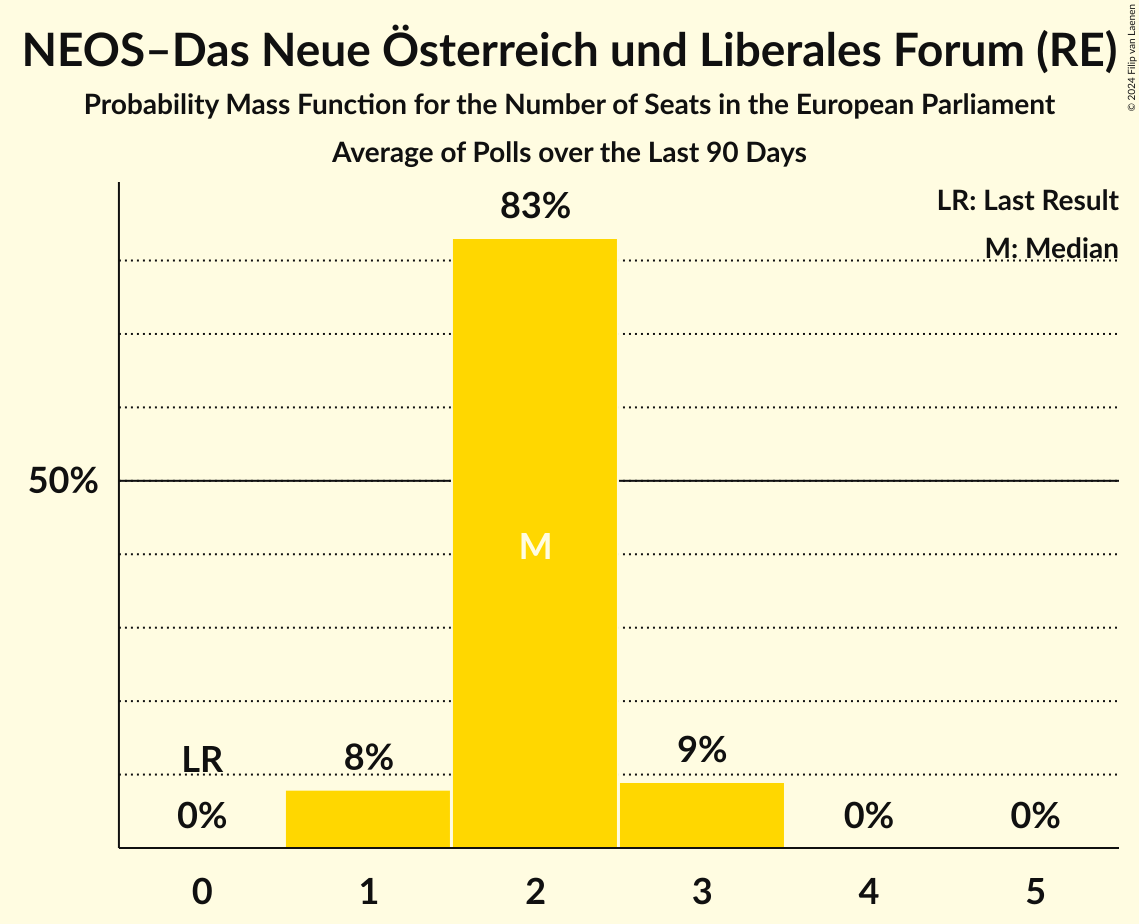 NEOS–Das Neue Österreich und Liberales Forum (RE)
Probability Mass Function for the Number of Seats in the European Parliament
Average of Polls over the Last 90 Days
© 2024 Filip van Laenen
LR: Last Result
M: Median
83%
50%
M
LR
8%
9%
0%
0%
0%
0
1
2
3
4
5